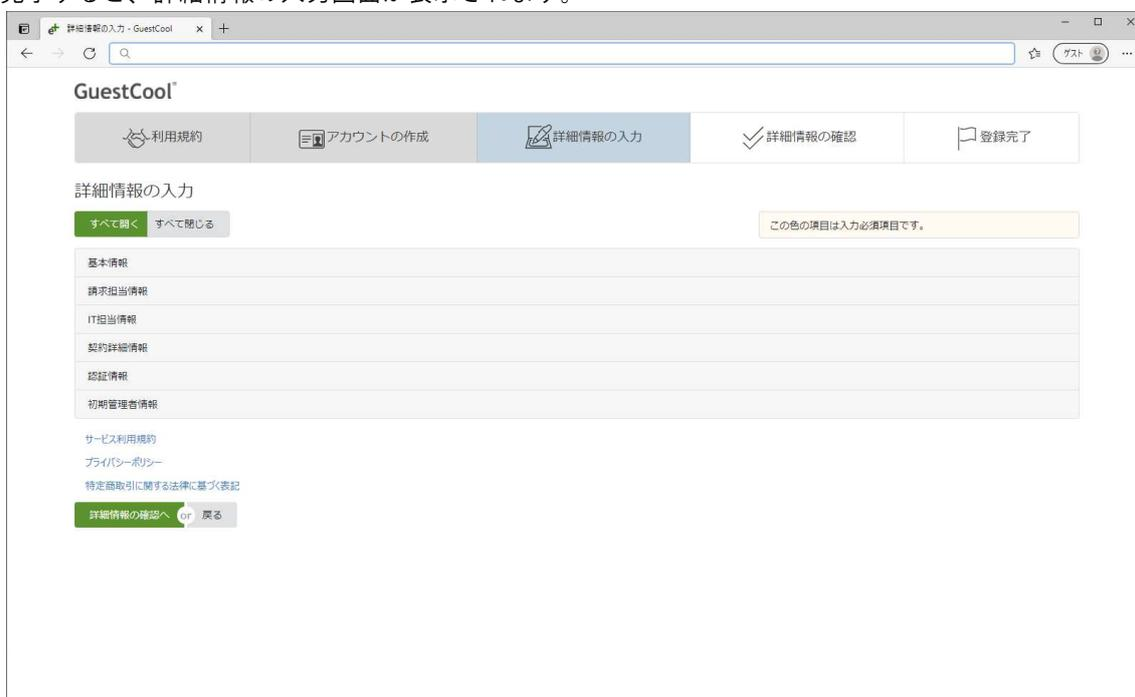 完了すると、詳細情報の入力画面が表示されます。
詳細情報の入力 - GuestCool
ゲスト
GuestCool®
利用規約 アカウントの作成 詳細情報の入力 詳細情報の確認 登録完了
詳細情報の入力
すべて開く すべて閉じる この色の項目は入力必須項目です。
基本情報
請求担当情報
IT担当情報
契約詳細情報
認証情報
初期管理者情報
サービス利用規約
プライバシーポリシー
特定商取引に関する法律に基づく表記
詳細情報の確認へ or 戻る